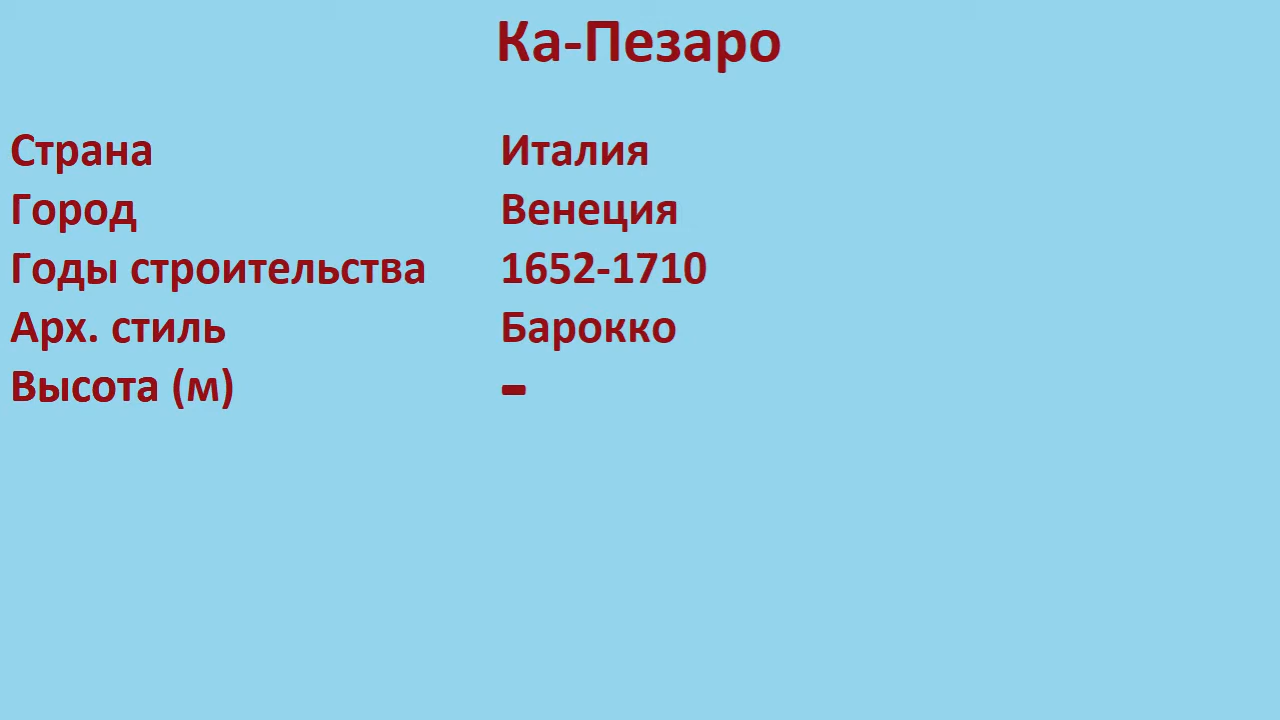 Ка-Пезаро
Страна Италия
Город Венеция
Годы строительства 1652-1710
Арх. стиль Барокко
Высота (м) -